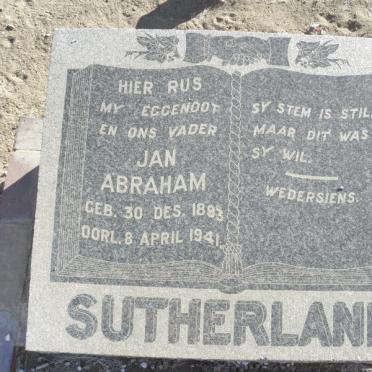 HIER RUS
MY EGGENOOT
EN ONS VADER
JAN
ABRAHAM
GEB. 30 DES. 1893
OORL. 8 APRIL 1941.
SY STEM IS STIL
MAAR DIT WAS
SY WIL.
WEDERSIENS.
SUTHERLAND